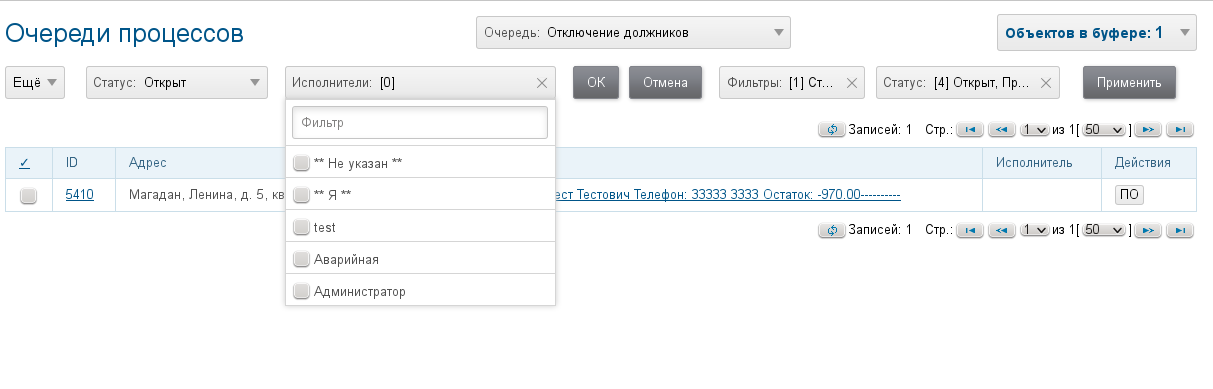 Очереди процессов
Очередь: Отключение должников
Объектов в буфере: 1
Ещё
Статус: Открыт
Исполнители: [0]
ОК
Отмена
Фильтры: [1] Ст...
Статус: [4] Открыт, Пр...
Применить
Фильтр
** Не указан **
** Я **
test
Аварийная
Администратор
Записей: 1 Стр.: 1 из 1[ 50 ]
✓ ID Адрес Исполнитель Действия
5410 Магадан, Ленина, д. 5, кв ест Тестович Телефон: 33333 3333 Остаток: -970.00---------- ПО
Записей: 1 Стр.: 1 из 1[ 50 ]